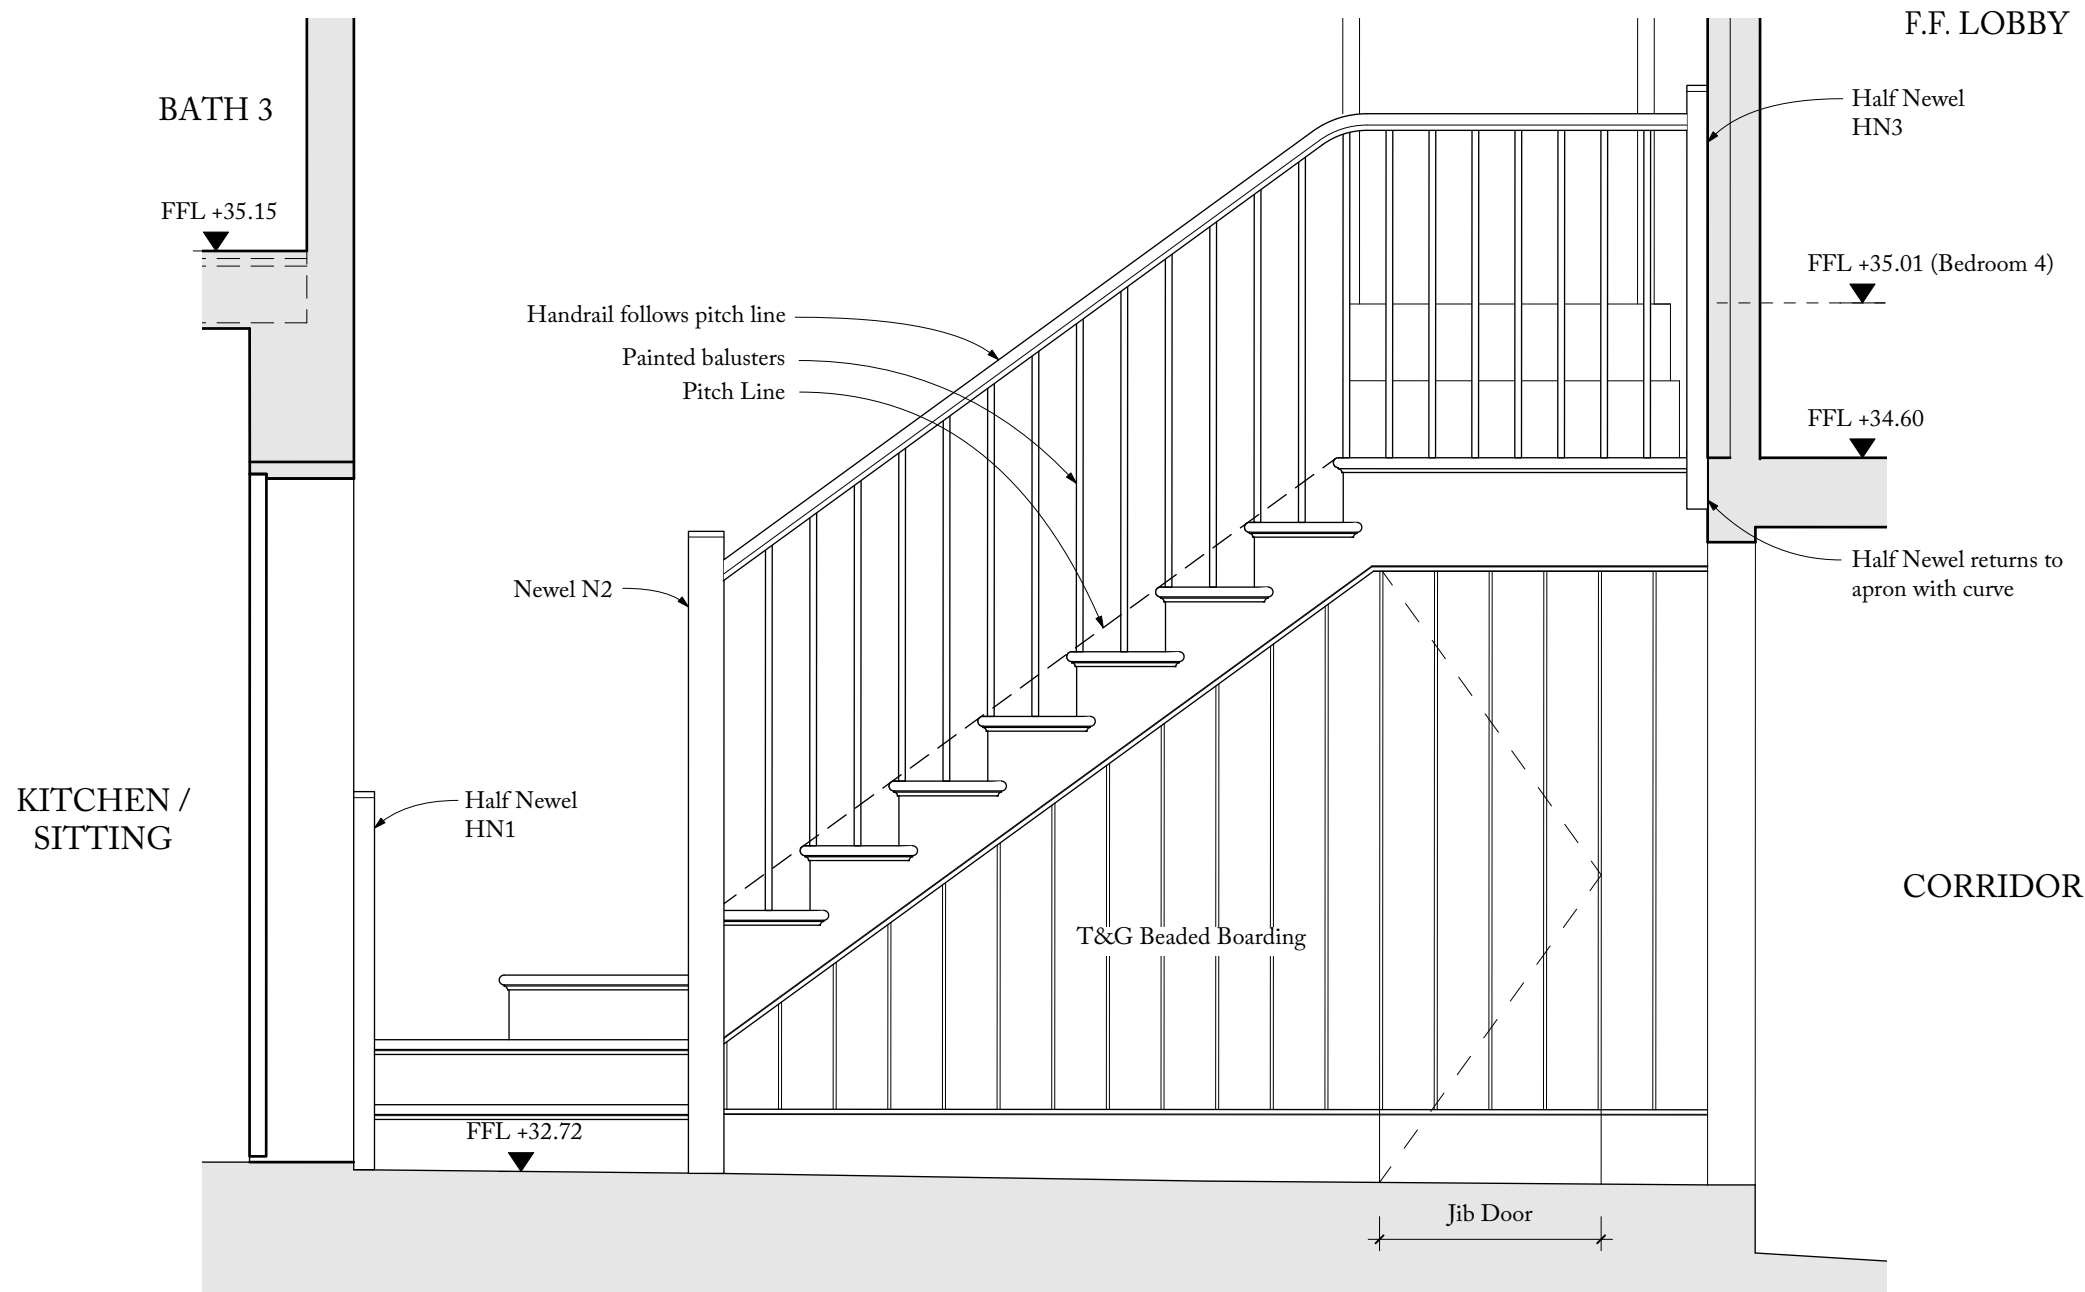 F.F. LOBBY
BATH 3
Half Newel
HN3
FFL +35.15
FFL +35.01 (Bedroom 4)
Handrail follows pitch line
Painted balusters
Pitch Line
FFL +34.60
Newel N2
Half Newel returns to
apron with curve
KITCHEN /
SITTING
Half Newel
HN1
CORRIDOR
T&G Beaded Boarding
FFL +32.72
Jib Door